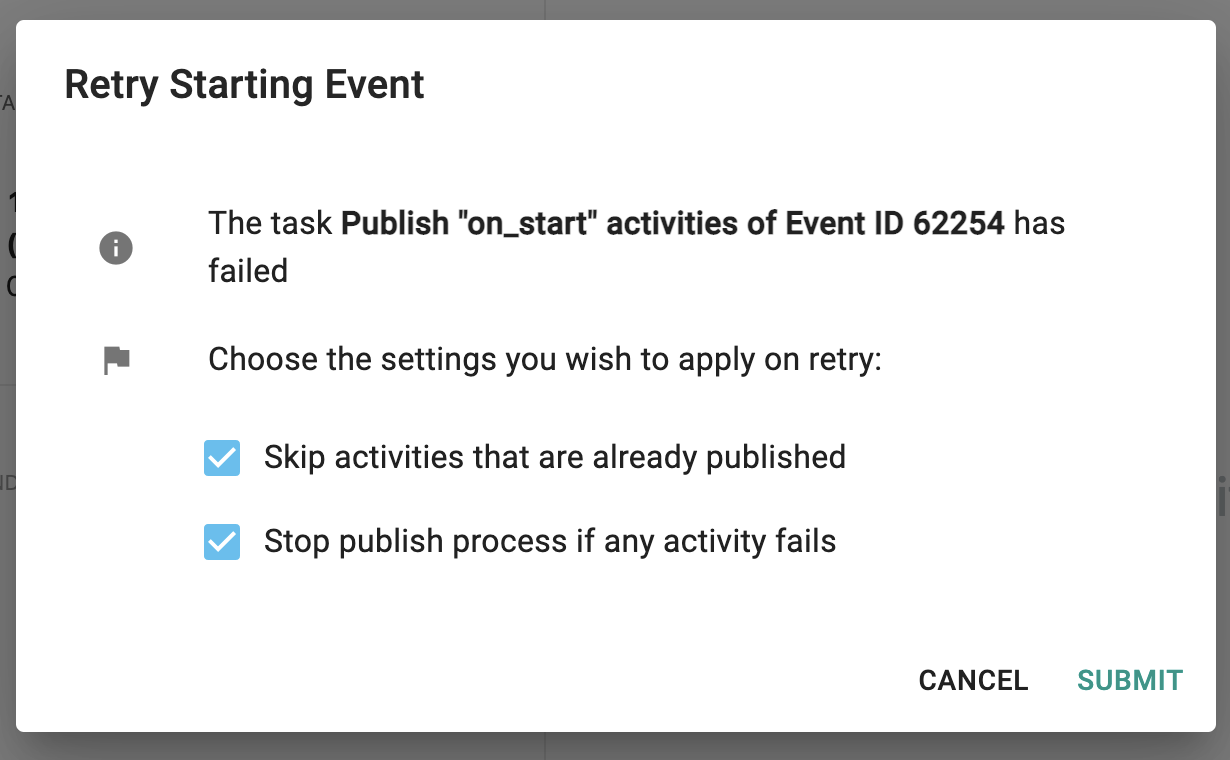 Retry Starting Event
The task Publish "on_start" activities of Event ID 62254 has
failed
Choose the settings you wish to apply on retry:
Skip activities that are already published
Stop publish process if any activity fails
CANCEL SUBMIT